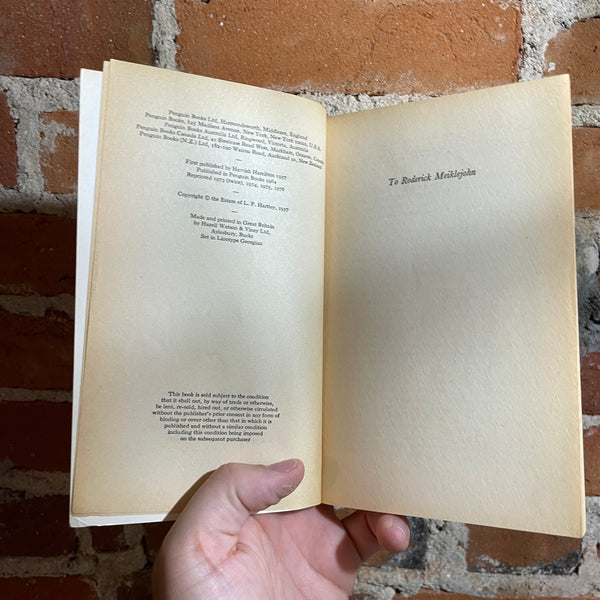 Penguin Books Ltd, Harmondsworth, Middlesex, England
Penguin Books, 625 Madison Avenue, New York, New York 10022, U.S.A.
Penguin Books Australia Ltd, Ringwood, Victoria, Australia
Penguin Books Canada Ltd, 41 Steelcase Road West, Markham, Ontario, Canada
Penguin Books (N.Z.) Ltd, 182-190 Wairau Road, Auckland 10, New Zealand
First published by Hamish Hamilton 1957
Published in Penguin Books 1964
Reprinted 1972 (twice), 1974, 1975, 1976
Copyright © the Estate of L. P. Hartley, 1957
Made and printed in Great Britain
by Hazell Watson & Viney Ltd,
Aylesbury, Bucks
Set in Linotype Georgian
This book is sold subject to the condition
that it shall not, by way of trade or otherwise,
be lent, re-sold, hired out, or otherwise circulated
without the publisher's prior consent in any form of
binding or cover other than that in which it is
published and without a similar condition
including this condition being imposed
on the subsequent purchaser
To Roderick Meiklejohn